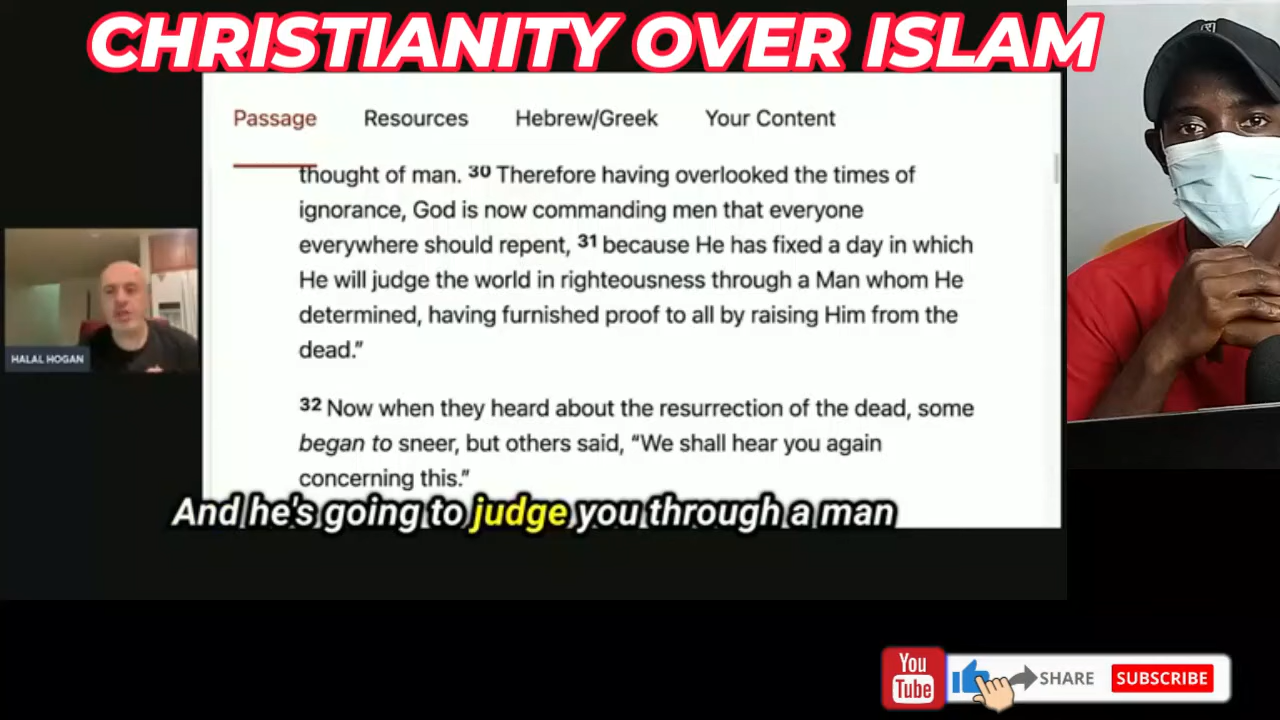 CHRISTIANITY OVER ISLAM
Passage Resources Hebrew/Greek Your Content
thought of man. 30 Therefore having overlooked the times of
ignorance, God is now commanding men that everyone
everywhere should repent, 31 because He has fixed a day in which
He will judge the world in righteousness through a Man whom He
determined, having furnished proof to all by raising Him from the
dead.”
HALAL HOGAN
32 Now when they heard about the resurrection of the dead, some
began to sneer, but others said, “We shall hear you again
concerning this.”
And he's going to judge you through a man
You
Tube
SHARE
SUBSCRIBE